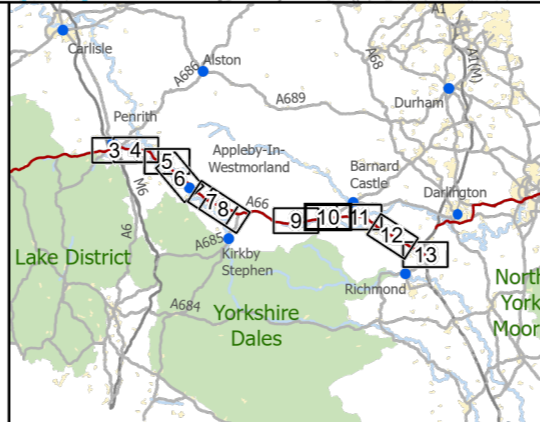 A1
Carlisle
A68
A1(M)
A686
Alston
A689
Durham
Penrith
3
4
5
6
7
8
Appleby-In-
Westmorland
Barnard
Castle
Darlington
M6
A66
9
10
11
12
13
A6
A685
Kirkby
Stephen
Lake District
Richmond
A684
Yorkshire
Dales
North
York
Moor